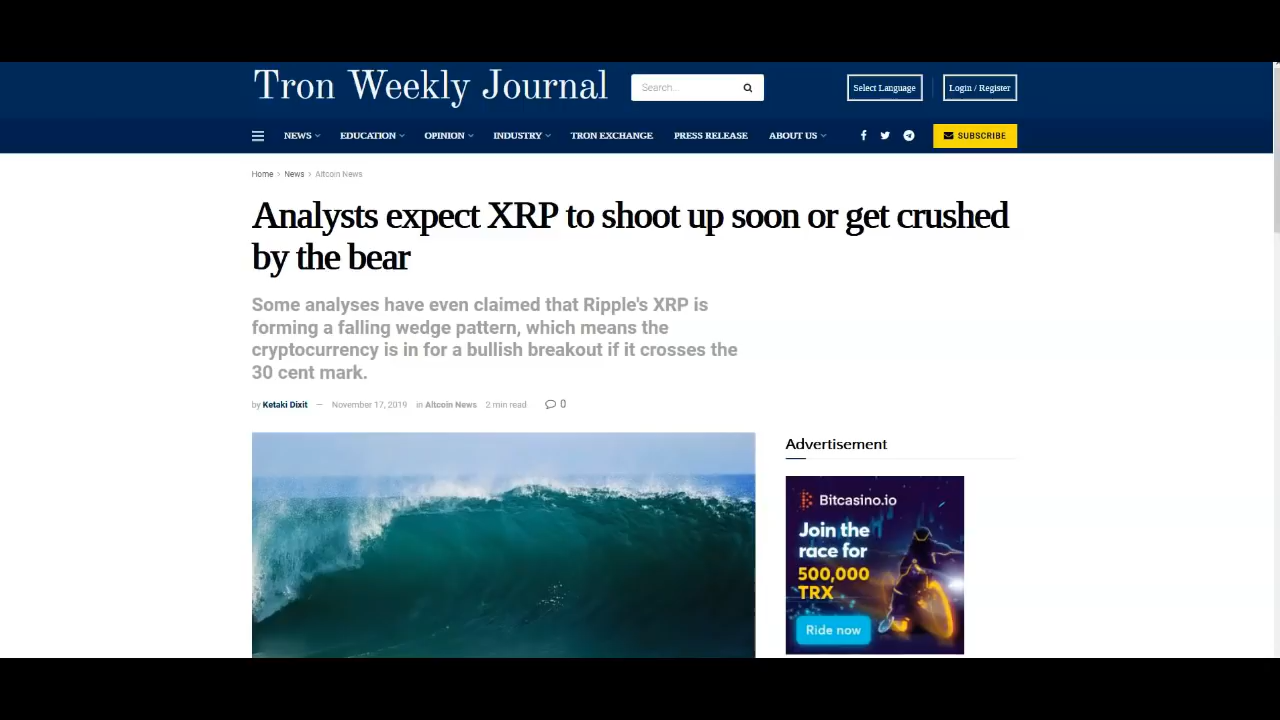 Tron Weekly Journal
Search...
Select Language
Login / Register
NEWS
EDUCATION
OPINION
INDUSTRY
TRON EXCHANGE
PRESS RELEASE
ABOUT US
SUBSCRIBE
Home > News > Altcoin News
Analysts expect XRP to shoot up soon or get crushed
by the bear
Some analyses have even claimed that Ripple's XRP is
forming a falling wedge pattern, which means the
cryptocurrency is in for a bullish breakout if it crosses the
30 cent mark.
by Ketaki Dixit — November 17, 2019 in Altcoin News 2 min read 0
Advertisement
Bitcasino.io
Join the
race for
500,000
TRX
Ride now